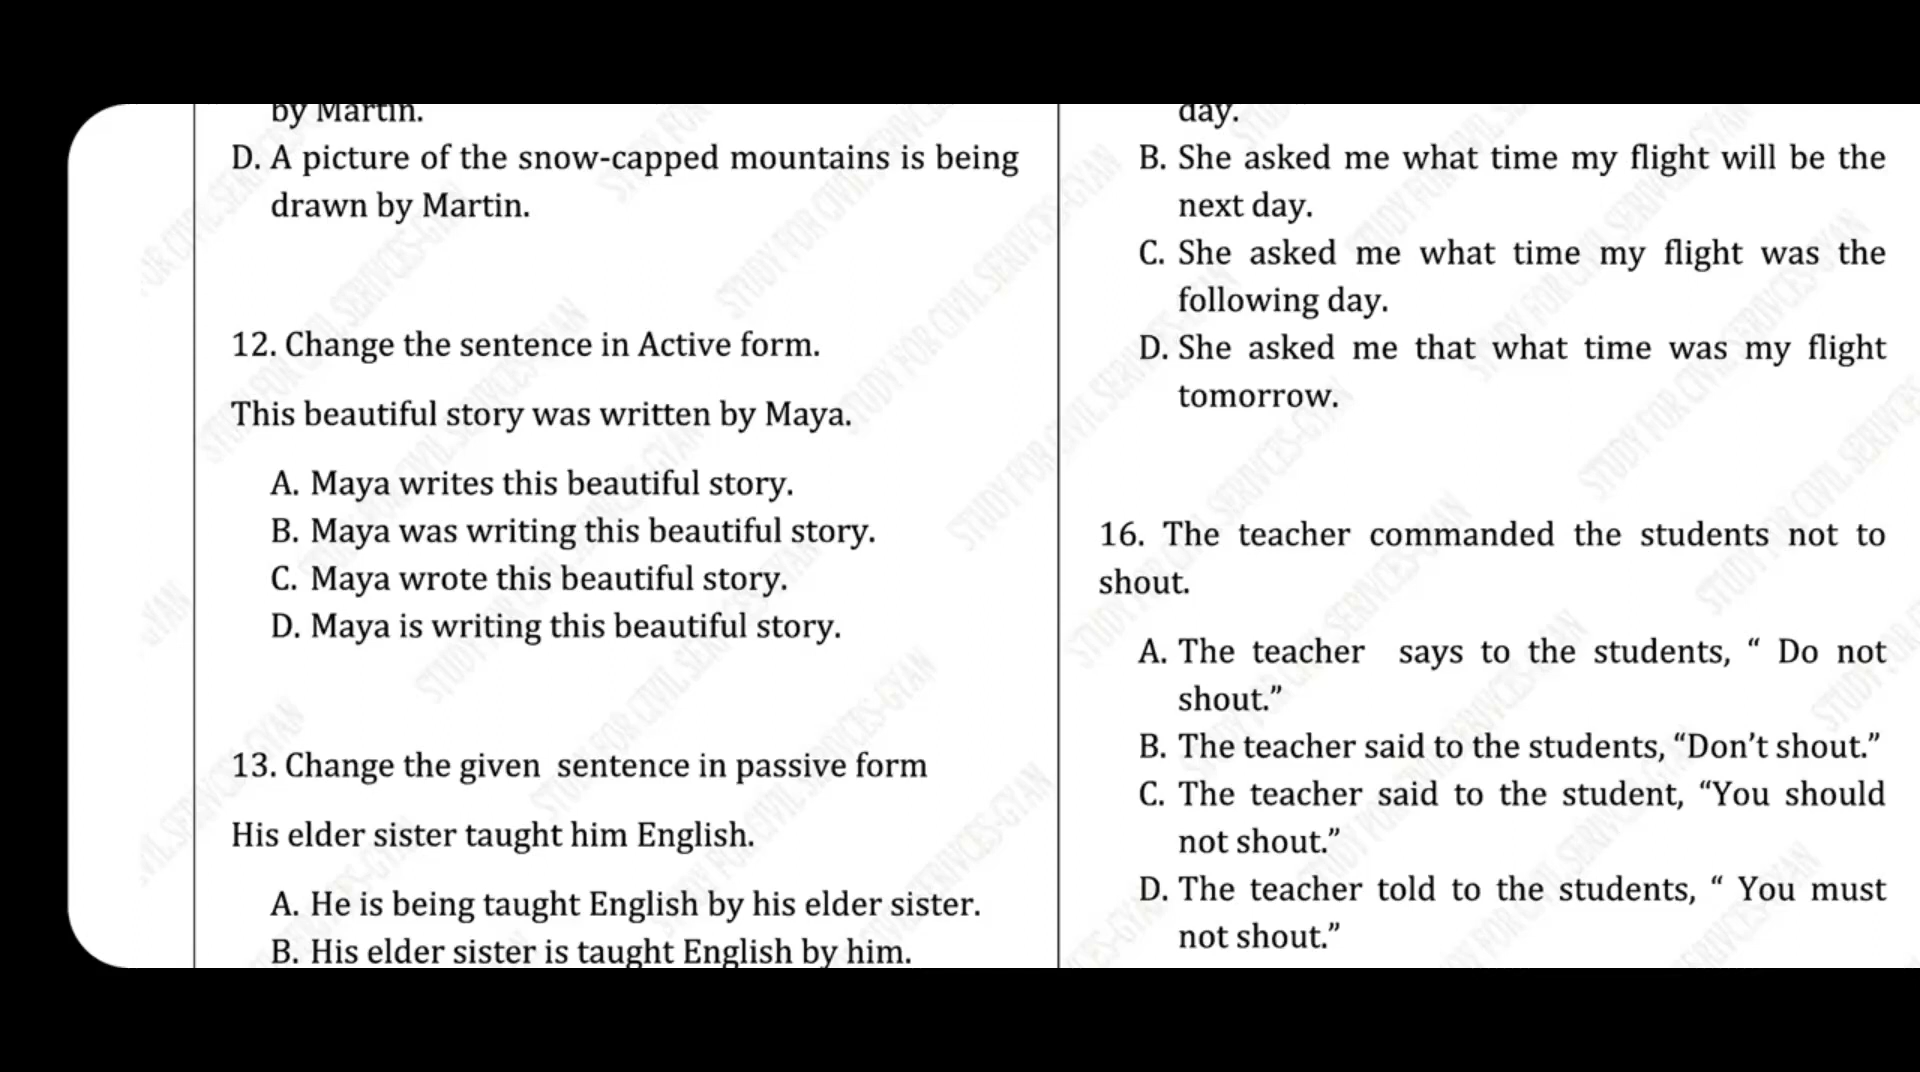 by Martin.
D. A picture of the snow-capped mountains is being
drawn by Martin.
12. Change the sentence in Active form.
This beautiful story was written by Maya.
A. Maya writes this beautiful story.
B. Maya was writing this beautiful story.
C. Maya wrote this beautiful story.
D. Maya is writing this beautiful story.
13. Change the given sentence in passive form
His elder sister taught him English.
A. He is being taught English by his elder sister.
B. His elder sister is taught English by him.
day.
B. She asked me what time my flight will be the
next day.
C. She asked me what time my flight was the
following day.
D. She asked me that what time was my flight
tomorrow.
16. The teacher commanded the students not to
shout.
A. The teacher says to the students, “ Do not
shout.”
B. The teacher said to the students, “Don’t shout.”
C. The teacher said to the student, “You should
not shout.”
D. The teacher told to the students, “ You must
not shout.”
STUDY FOR CIVIL SERIVCES-GYAN